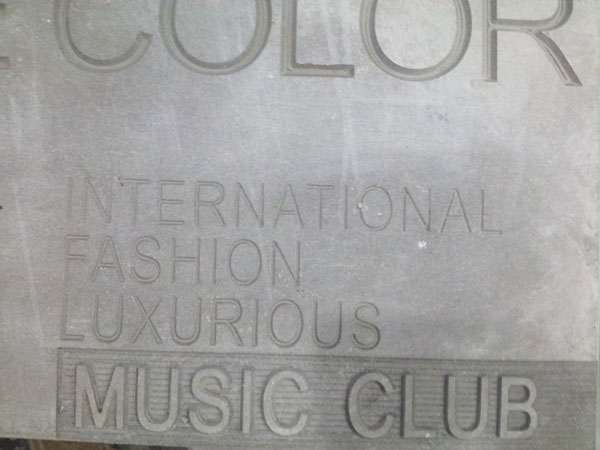 COLOR
INTERNATIONAL
FASHION
LUXURIOUS
MUSIC CLUB